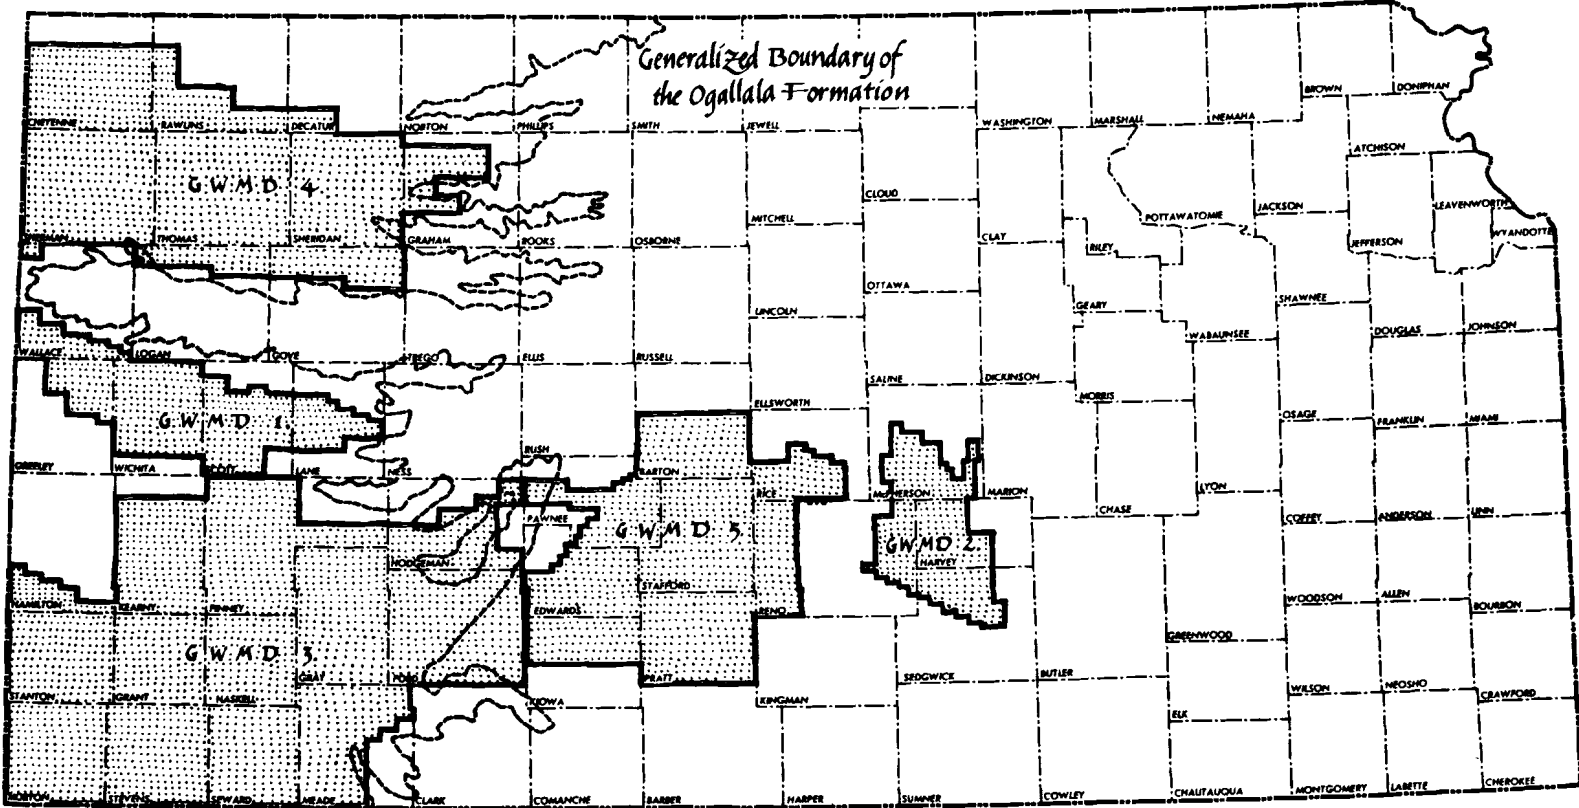 Generalized Boundary of
the Ogallala Formation
BROWN
DONIPHAN
CHEYENNE
RAWLINS
DECATUR
NORTON
PHILLIPS
SMITH
JEWELL
WASHINGTON
MARSHALL
NEMAHA
ATCHISON
GWMD 4
CLOUD
MITCHELL
JACKSON
LEAVENWORTH
POTTAWATOMIE
WYANDOTTE
SHERMAN
THOMAS
SHERIDAN
GRAHAM
ROOKS
OSBORNE
CLAY
RILEY
JEFFERSON
OTTAWA
LINCOLN
GEARY
SHAWNEE
WABAUNSEE
DOUGLAS
JOHNSON
WALLACE
LOGAN
GOVE
TREGO
ELLIS
RUSSELL
SALINE
DICKINSON
ELLSWORTH
MORRIS
OSAGE
FRANKLIN
MIAMI
GWMD 1
GREELEY
WICHITA
SCOTT
LANE
NESS
RUSH
BARTON
RICE
McPHERSON
MARION
LYON
CHASE
COFFEY
ANDERSON
LINN
PAWNEE
GWMD 5
GWMD 2
HARVEY
HODGEMAN
STAFFORD
HAMILTON
KEARNY
FINNEY
EDWARDS
RENO
WOODSON
ALLEN
BOURBON
GREENWOOD
GWMD 3
GRAY
FORD
PRATT
SEDGWICK
BUTLER
STANTON
GRANT
HASKELL
KIOWA
KINGMAN
WILSON
NEOSHO
CRAWFORD
ELK
MORTON
STEVENS
SEWARD
MEADE
CLARK
COMANCHE
BARBER
HARPER
SUMNER
COWLEY
CHAUTAUQUA
MONTGOMERY
LABETTE
CHEROKEE